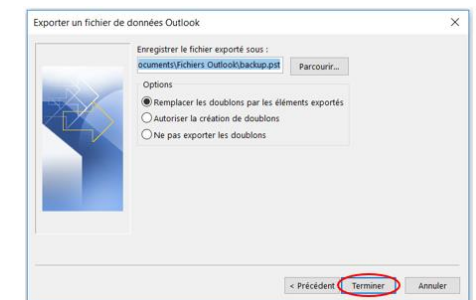 Exporter un fichier de données Outlook
Enregistrer le fichier exporté sous :
ocuments\Fichiers Outlook\backup.pst
Parcourir...
Options
Remplacer les doublons par les éléments exportés
Autoriser la création de doublons
Ne pas exporter les doublons
< Précédent
Terminer
Annuler